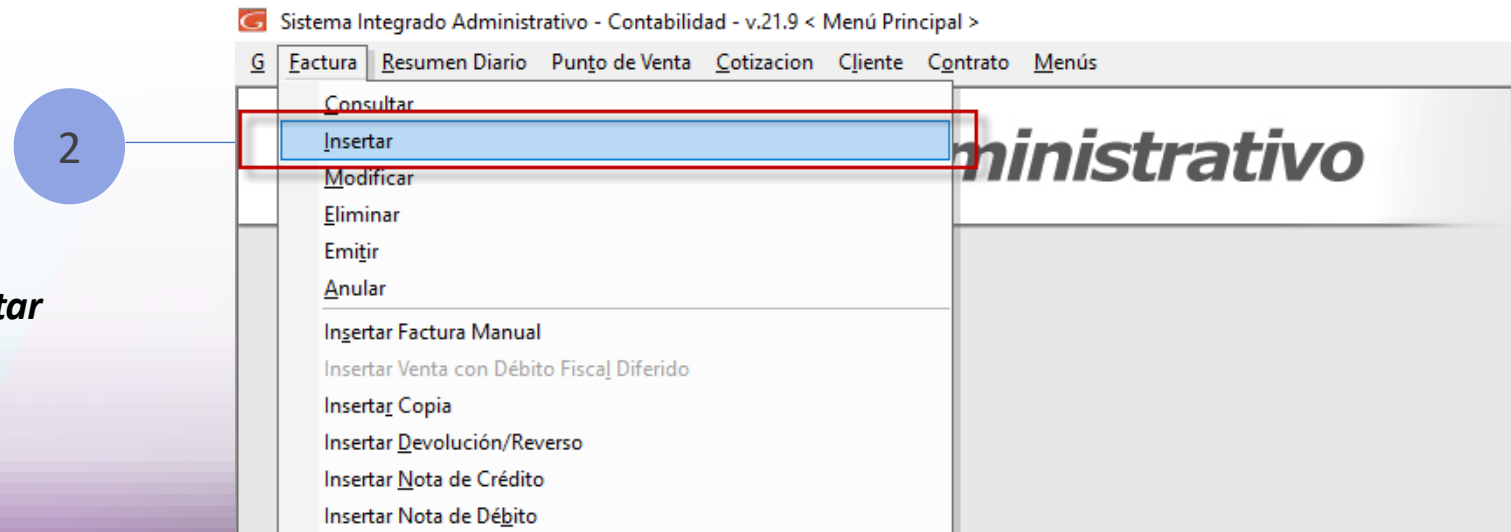 Sistema Integrado Administrativo - Contabilidad - v.21.9 < Menú Principal >
G Factura Resumen Diario Punto de Venta Cotizacion Cliente Contrato Menús
Consultar
2
Insertar
ministrativo
Modificar
Eliminar
Emitir
tar
Anular
Insertar Factura Manual
Insertar Venta con Débito Fiscal Diferido
Insertar Copia
Insertar Devolución/Reverso
Insertar Nota de Crédito
Insertar Nota de Débito